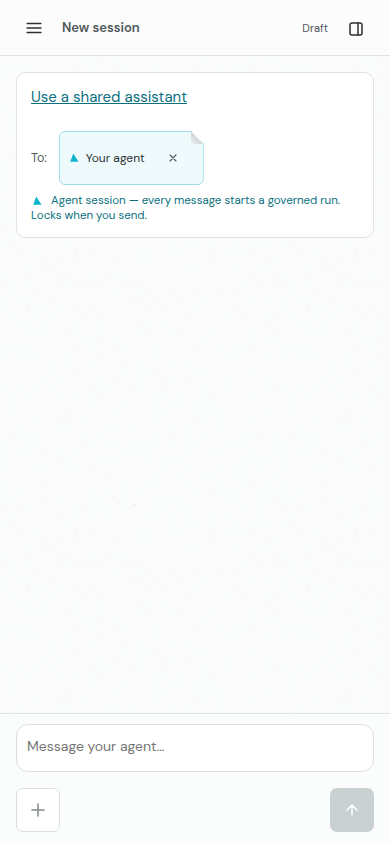 New session
Draft
Use a shared assistant
To:
Your agent
Agent session — every message starts a governed run.
Locks when you send.
Message your agent...